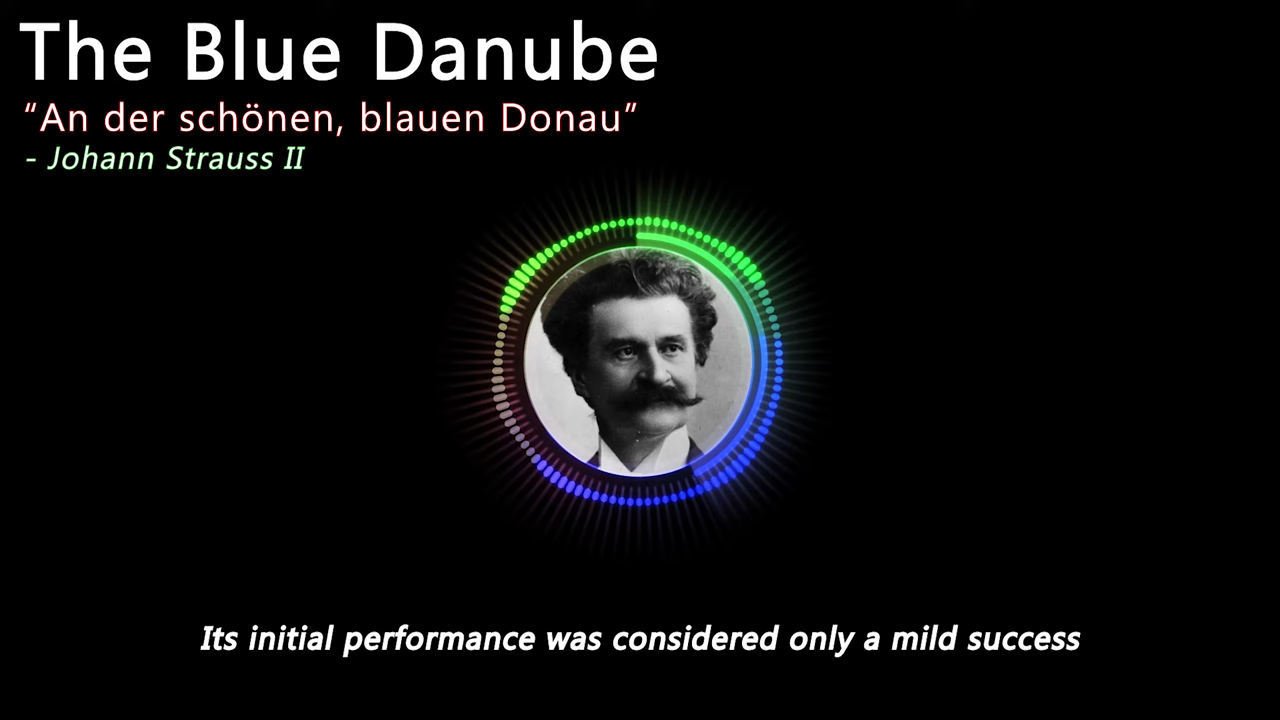 The Blue Danube
“An der schönen, blauen Donau”
- Johann Strauss II
Its initial performance was considered only a mild success